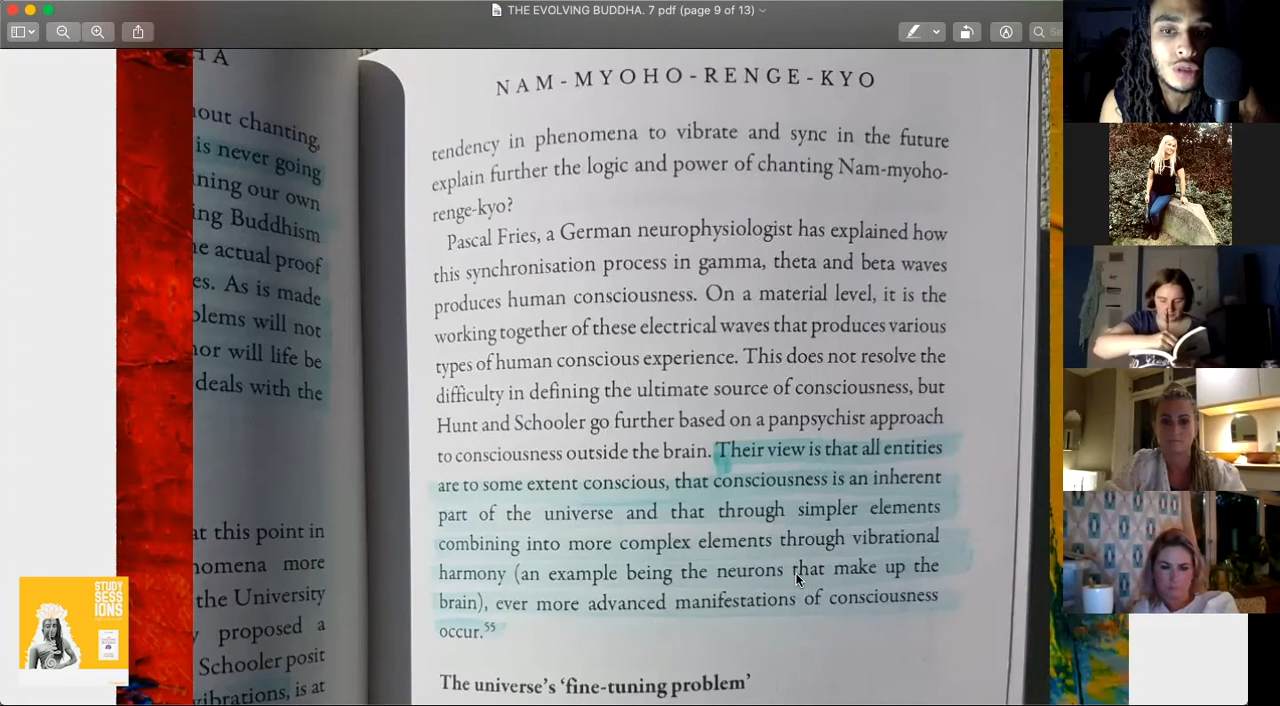 THE EVOLVING BUDDHA. 7 pdf (page 9 of 13)
H A
out chanting,
is never going
ning our own
ng Buddhism
e actual proof
es. As is made
blems will not
nor will life be
deals with the
at this point in
nomena more
the University
proposed a
Schooler posit
vibrations, is at
NAM-MYOHO-RENGE-KYO
tendency in phenomena to vibrate and sync in the future
explain further the logic and power of chanting Nam-myoho-
renge-kyo?
Pascal Fries, a German neurophysiologist has explained how
this synchronisation process in gamma, theta and beta waves
produces human consciousness. On a material level, it is the
working together of these electrical waves that produces various
types of human conscious experience. This does not resolve the
difficulty in defining the ultimate source of consciousness, but
Hunt and Schooler go further based on a panpsychist approach
to consciousness outside the brain. Their view is that all entities
are to some extent conscious, that consciousness is an inherent
part of the universe and that through simpler elements
combining into more complex elements through vibrational
harmony (an example being the neurons that make up the
brain), ever more advanced manifestations of consciousness
occur.55
The universe's 'fine-tuning problem'
STUDY
SESS
IONS